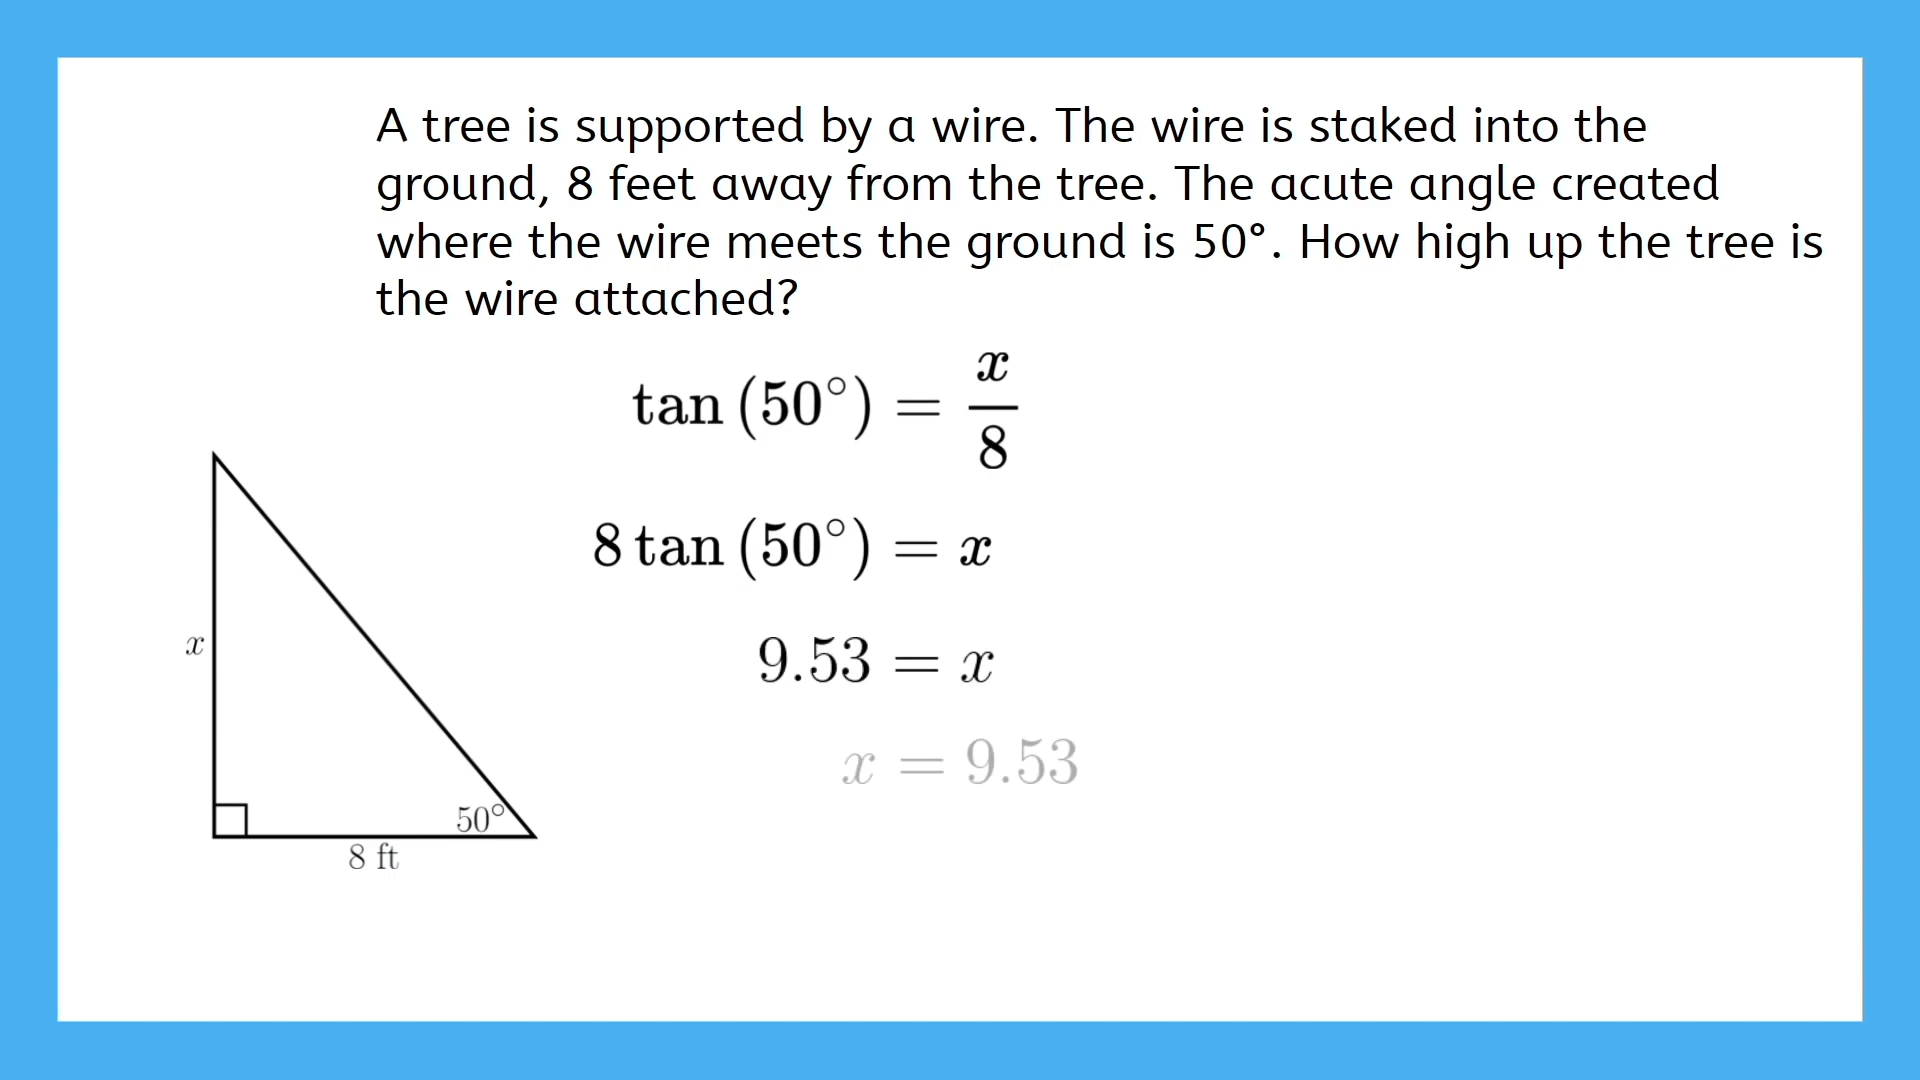 A tree is supported by a wire. The wire is staked into the
ground, 8 feet away from the tree. The acute angle created
where the wire meets the ground is 50°. How high up the tree is
the wire attached?
tan (50°) = x/8
8 tan (50°) = x
9.53 = x
x = 9.53
x
50°
8 ft